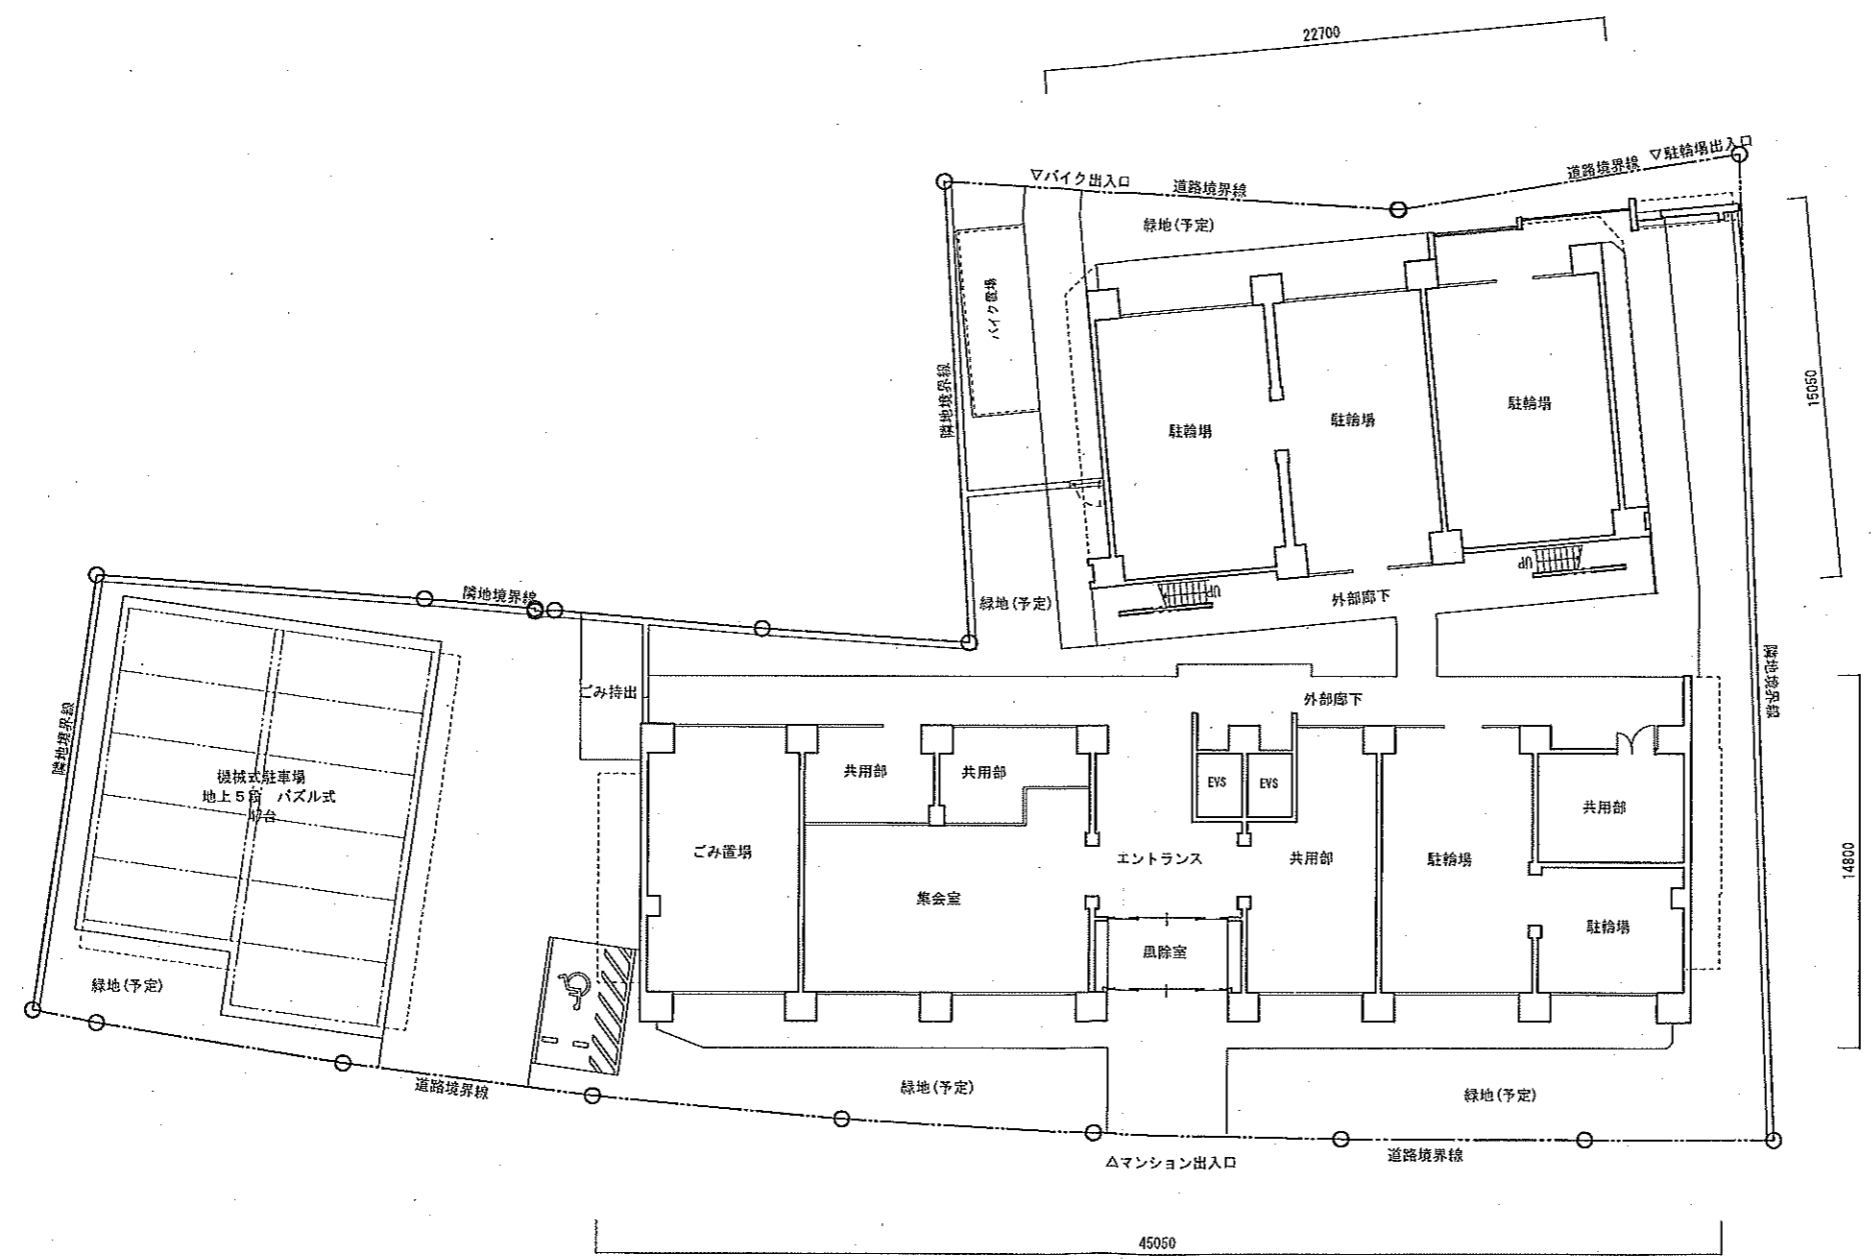 22700
▽駐輪場出入口
道路境界線
▽バイク出入口
道路境界線
緑地(予定)
バイク置場
隣地境界線
15050
駐輪場
駐輪場
駐輪場
UP
UP
緑地(予定)
外部廊下
隣地境界線
ごみ持出
外部廊下
隣地境界線
隣地境界線
機械式駐車場
地上5段 パズル式
47台
共用部
共用部
EVS
EVS
共用部
14800
ごみ置場
エントランス
共用部
駐輪場
集会室
駐輪場
風除室
緑地(予定)
道路境界線
緑地(予定)
緑地(予定)
△マンション出入口
道路境界線
45050